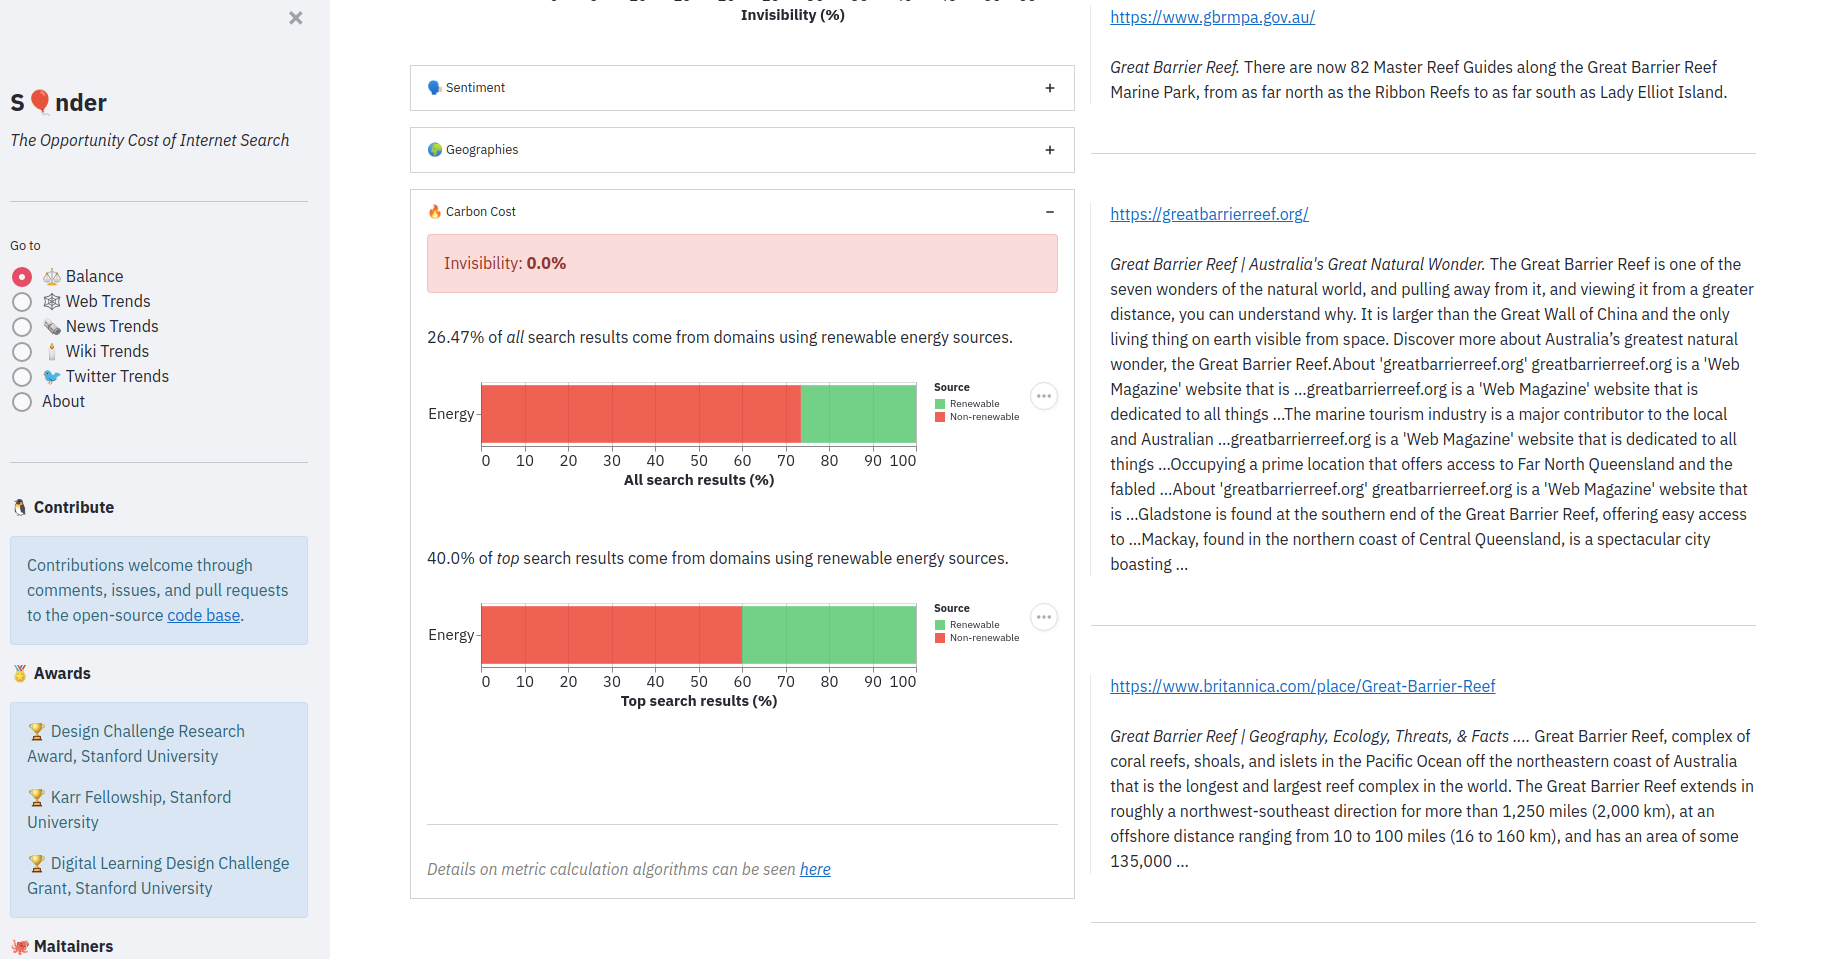 S nder
The Opportunity Cost of Internet Search
Go to
Balance
Web Trends
News Trends
Wiki Trends
Twitter Trends
About
Contribute
Contributions welcome through
comments, issues, and pull requests
to the open-source code base.
Awards
Design Challenge Research
Award, Stanford University
Karr Fellowship, Stanford
University
Digital Learning Design Challenge
Grant, Stanford University
Maitainers
Invisibility (%)
Sentiment
Geographies
Carbon Cost
Invisibility: 0.0%
26.47% of all search results come from domains using renewable energy sources.
Energy
Source
Renewable
Non-renewable
0 10 20 30 40 50 60 70 80 90 100
All search results (%)
40.0% of top search results come from domains using renewable energy sources.
Energy
Source
Renewable
Non-renewable
0 10 20 30 40 50 60 70 80 90 100
Top search results (%)
Details on metric calculation algorithms can be seen here
https://www.gbrmpa.gov.au/
Great Barrier Reef. There are now 82 Master Reef Guides along the Great Barrier Reef
Marine Park, from as far north as the Ribbon Reefs to as far south as Lady Elliot Island.
https://greatbarrierreef.org/
Great Barrier Reef | Australia's Great Natural Wonder. The Great Barrier Reef is one of the
seven wonders of the natural world, and pulling away from it, and viewing it from a greater
distance, you can understand why. It is larger than the Great Wall of China and the only
living thing on earth visible from space. Discover more about Australia’s greatest natural
wonder, the Great Barrier Reef.About 'greatbarrierreef.org' greatbarrierreef.org is a 'Web
Magazine' website that is ...greatbarrierreef.org is a 'Web Magazine' website that is
dedicated to all things ...The marine tourism industry is a major contributor to the local
and Australian ...greatbarrierreef.org is a 'Web Magazine' website that is dedicated to all
things ...Occupying a prime location that offers access to Far North Queensland and the
fabled ...About 'greatbarrierreef.org' greatbarrierreef.org is a 'Web Magazine' website that
is ...Gladstone is found at the southern end of the Great Barrier Reef, offering easy access
to ...Mackay, found in the northern coast of Central Queensland, is a spectacular city
boasting ...
https://www.britannica.com/place/Great-Barrier-Reef
Great Barrier Reef | Geography, Ecology, Threats, & Facts .... Great Barrier Reef, complex of
coral reefs, shoals, and islets in the Pacific Ocean off the northeastern coast of Australia
that is the longest and largest reef complex in the world. The Great Barrier Reef extends in
roughly a northwest-southeast direction for more than 1,250 miles (2,000 km), at an
offshore distance ranging from 10 to 100 miles (16 to 160 km), and has an area of some
135,000 ...